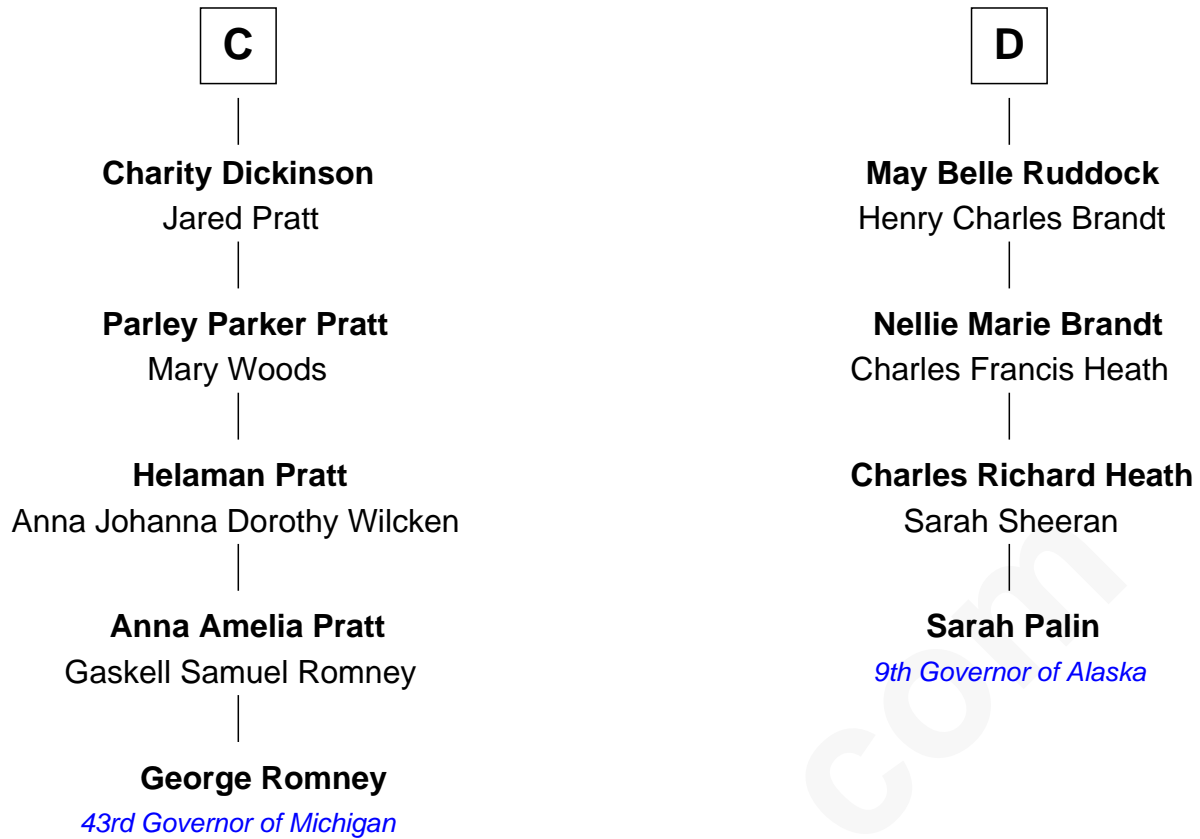 C
Charity Dickinson
Jared Pratt
Parley Parker Pratt
Mary Woods
Helaman Pratt
Anna Johanna Dorothy Wilcken
Anna Amelia Pratt
Gaskell Samuel Romney
George Romney
43rd Governor of Michigan
D
May Belle Ruddock
Henry Charles Brandt
Nellie Marie Brandt
Charles Francis Heath
Charles Richard Heath
Sarah Sheeran
Sarah Palin
9th Governor of Alaska
com